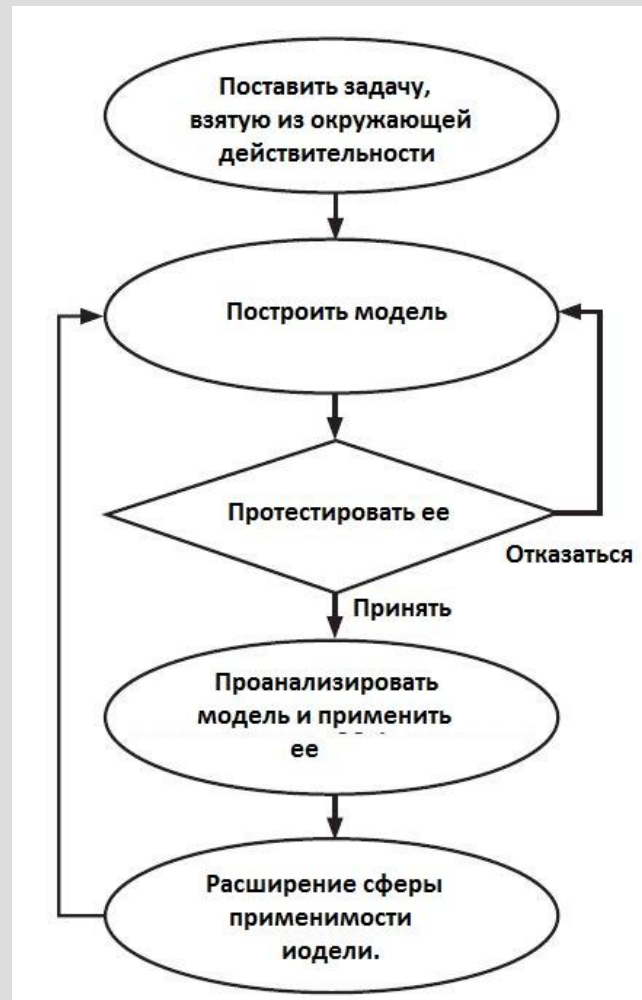 Поставить задачу,
взятую из окружающей
действительности
Построить модель
Протестировать ее
Отказаться
Принять
Проанализировать
модель и применить
ее
Расширение сферы
применимости
иодели.